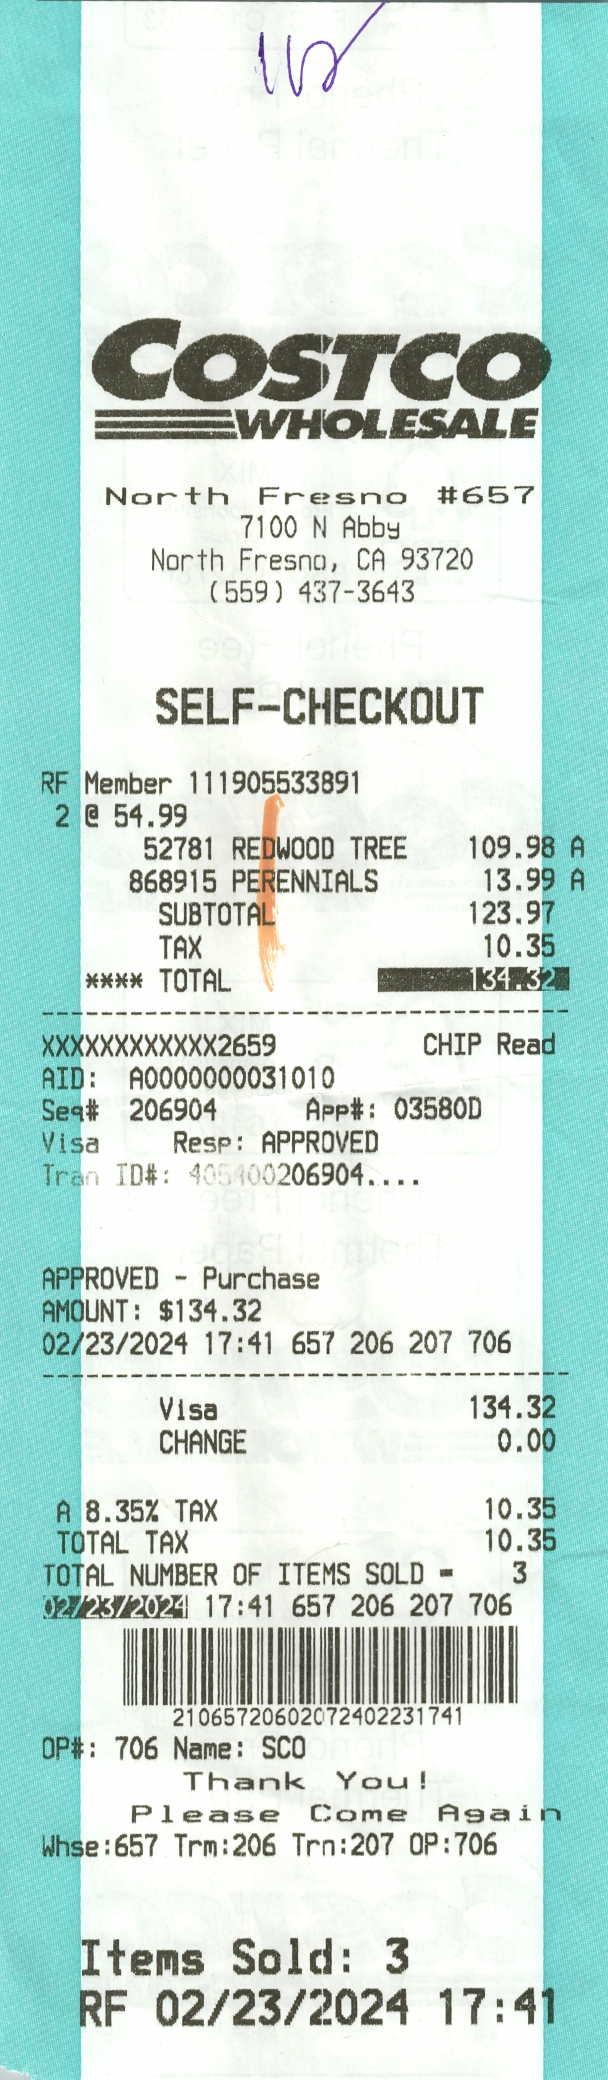 COSTCO
WHOLESALE
North Fresno #657
7100 N Abby
North Fresno, CA 93720
(559) 437-3643
SELF-CHECKOUT
RF Member 111905533891
2 @ 54.99
52781 REDWOOD TREE 109.98 A
868915 PERENNIALS 13.99 A
SUBTOTAL 123.97
TAX 10.35
**** TOTAL 134.32
XXXXXXXXXXXX2659 CHIP Read
AID: A0000000031010
Seq# 206904 App#: 03580D
Visa Resp: APPROVED
Tran ID#: 405400206904....
APPROVED - Purchase
AMOUNT: $134.32
02/23/2024 17:41 657 206 207 706
Visa 134.32
CHANGE 0.00
A 8.35% TAX 10.35
TOTAL TAX 10.35
TOTAL NUMBER OF ITEMS SOLD = 3
02/23/2024 17:41 657 206 207 706
21065720602072402231741
OP#: 706 Name: SCO
Thank You!
Please Come Again
Whse:657 Trm:206 Trn:207 OP:706
Items Sold: 3
RF 02/23/2024 17:41